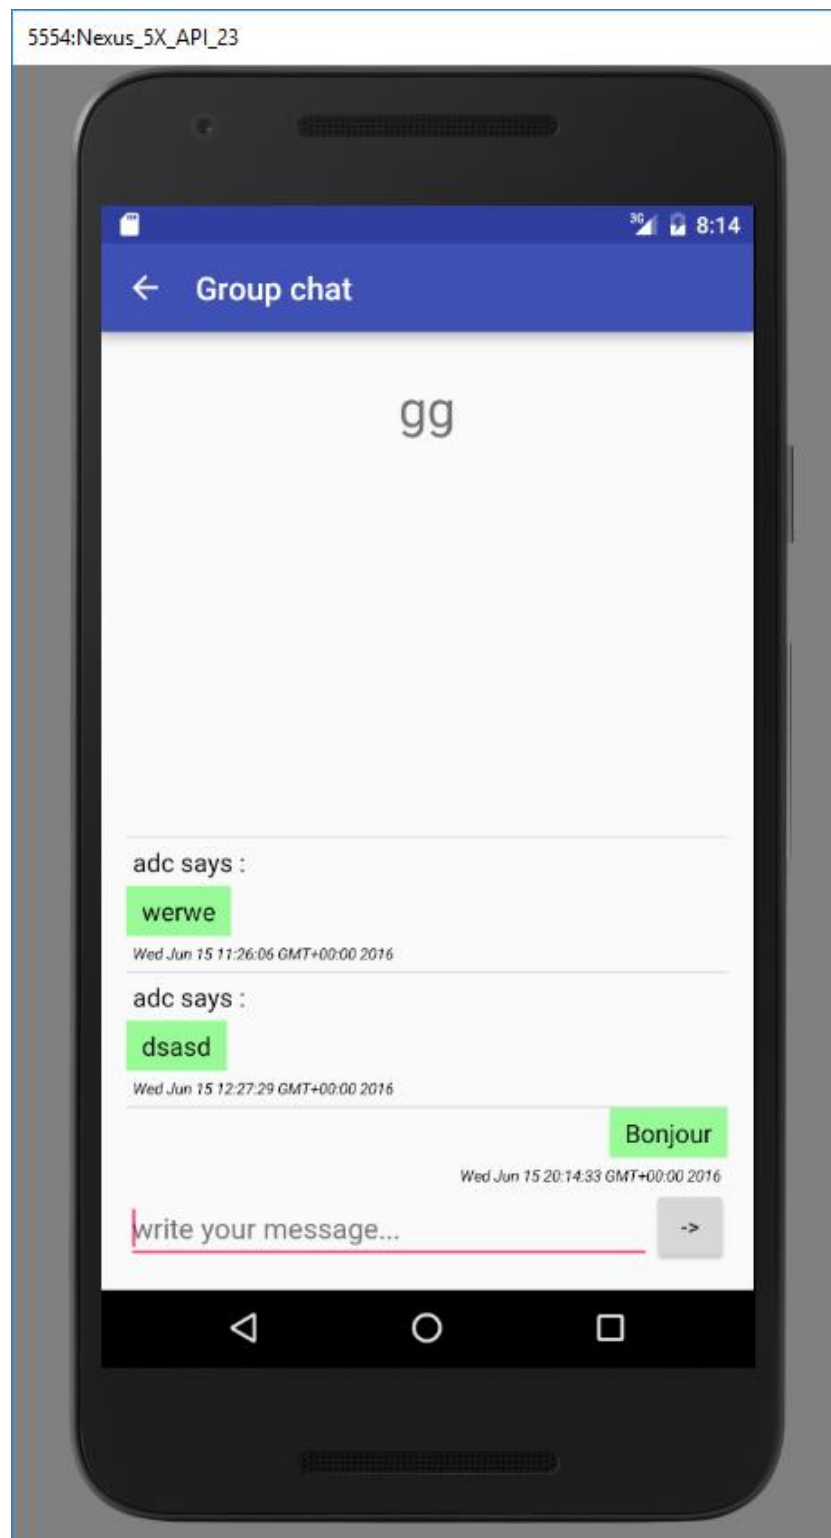 5554:Nexus_5X_API_23
3G 8:14
Group chat
gg
adc says :
werwe
Wed Jun 15 11:26:06 GMT+00:00 2016
adc says :
dsasd
Wed Jun 15 12:27:29 GMT+00:00 2016
Bonjour
Wed Jun 15 20:14:33 GMT+00:00 2016
write your message...
->